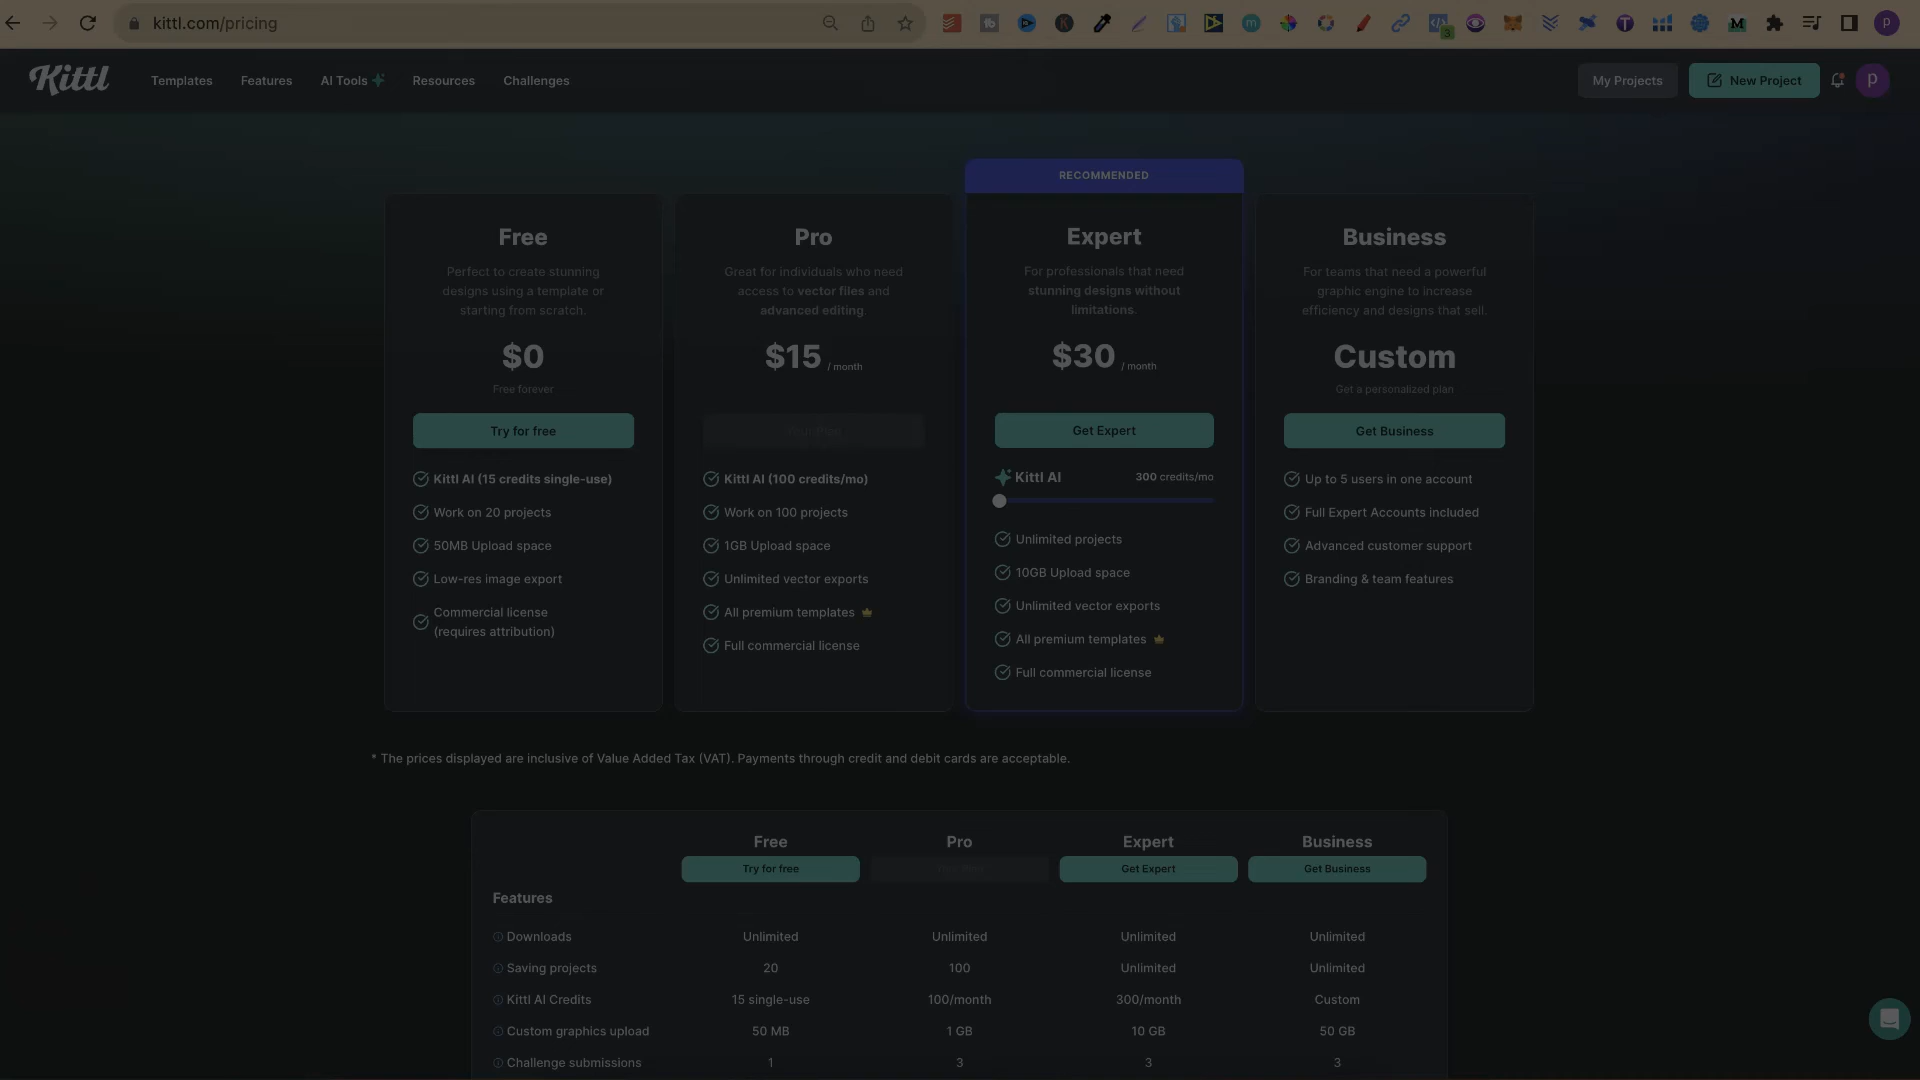 kittl.com/pricing
3
p
Kittl
Templates
Features
AI Tools
Resources
Challenges
My Projects
New Project
P
RECOMMENDED
Free
Perfect to create stunning
designs using a template or
starting from scratch.
$0
Free forever
Try for free
Kittl AI (15 credits single-use)
Work on 20 projects
50MB Upload space
Low-res image export
Commercial license
(requires attribution)
Pro
Great for individuals who need
access to vector files and
advanced editing.
$15 / month
Kittl AI (100 credits/mo)
Work on 100 projects
1GB Upload space
Unlimited vector exports
All premium templates
Full commercial license
Expert
For professionals that need
stunning designs without
limitations.
$30 / month
Get Expert
Kittl AI 300 credits/mo
Unlimited projects
10GB Upload space
Unlimited vector exports
All premium templates
Full commercial license
Business
For teams that need a powerful
graphic engine to increase
efficiency and designs that sell.
Custom
Get a personalized plan
Get Business
Up to 5 users in one account
Full Expert Accounts included
Advanced customer support
Branding & team features
* The prices displayed are inclusive of Value Added Tax (VAT). Payments through credit and debit cards are acceptable.
Free Pro Expert Business
Try for free Get Expert Get Business
Features
Downloads Unlimited Unlimited Unlimited Unlimited
Saving projects 20 100 Unlimited Unlimited
Kittl AI Credits 15 single-use 100/month 300/month Custom
Custom graphics upload 50 MB 1 GB 10 GB 50 GB
Challenge submissions 1 3 3 3